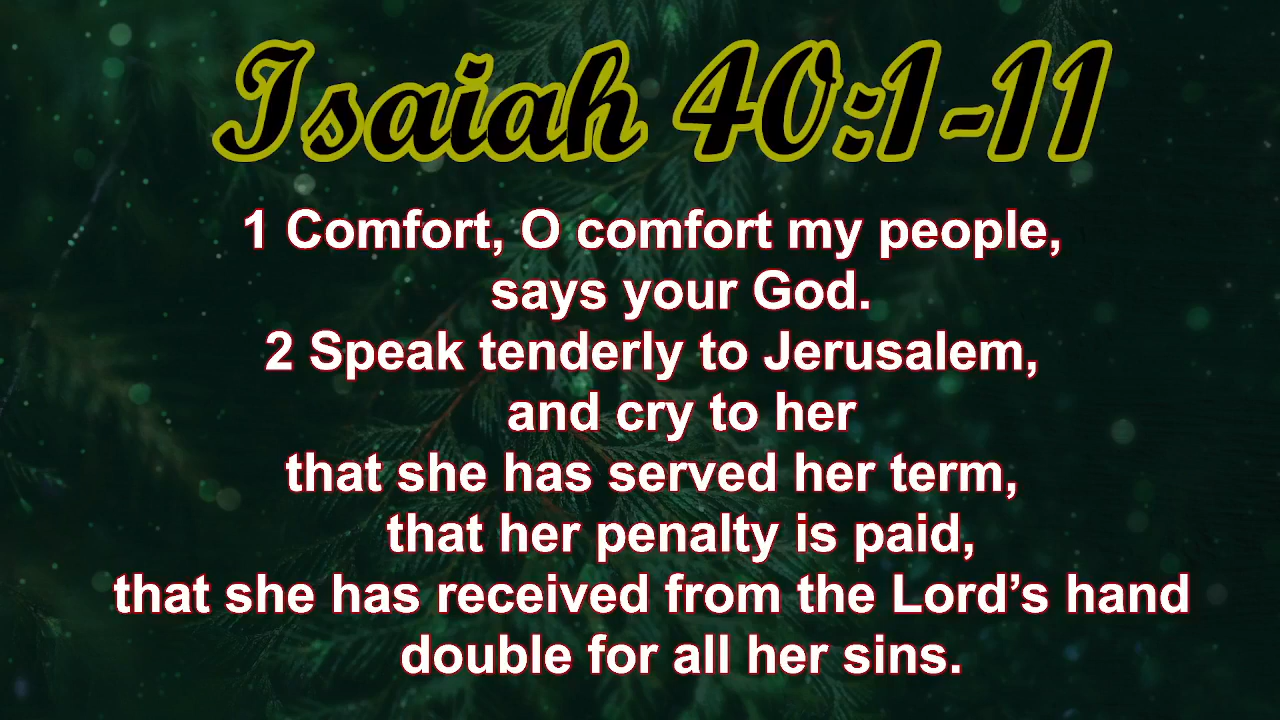 Isaiah 40:1-11
1 Comfort, O comfort my people,
says your God.
2 Speak tenderly to Jerusalem,
and cry to her
that she has served her term,
that her penalty is paid,
that she has received from the Lord’s hand
double for all her sins.